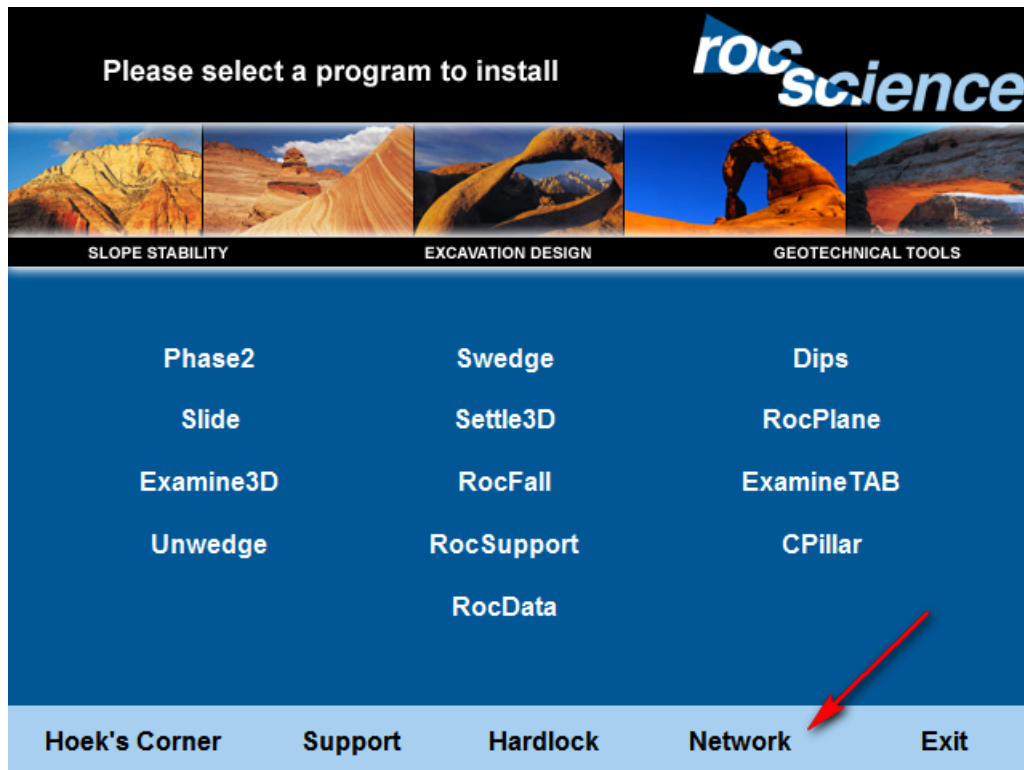 Please select a program to install
rocscience
SLOPE STABILITY EXCAVATION DESIGN GEOTECHNICAL TOOLS
Phase2 Swedge Dips
Slide Settle3D RocPlane
Examine3D RocFall ExamineTAB
Unwedge RocSupport CPillar
RocData
Hoek's Corner Support Hardlock Network Exit